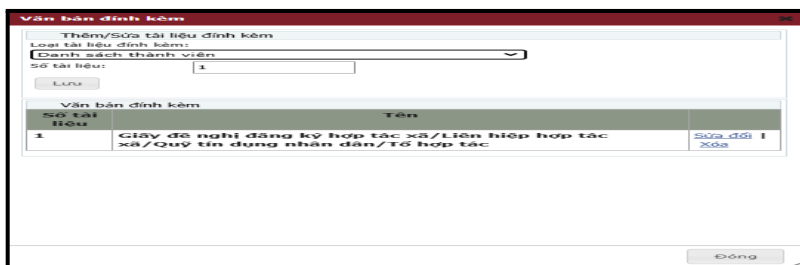 Văn bản đính kèm
Thêm/Sửa tài liệu đính kèm
Loại tài liệu đính kèm:
Danh sách thành viên
Số tài liệu: 1
Lưu
Văn bản đính kèm
Số tài liệu Tên
1 Giấy đề nghị đăng ký hợp tác xã/Liên hiệp hợp tác Sửa đổi |
xã/Quỹ tín dụng nhân dân/Tổ hợp tác Xóa
Đóng